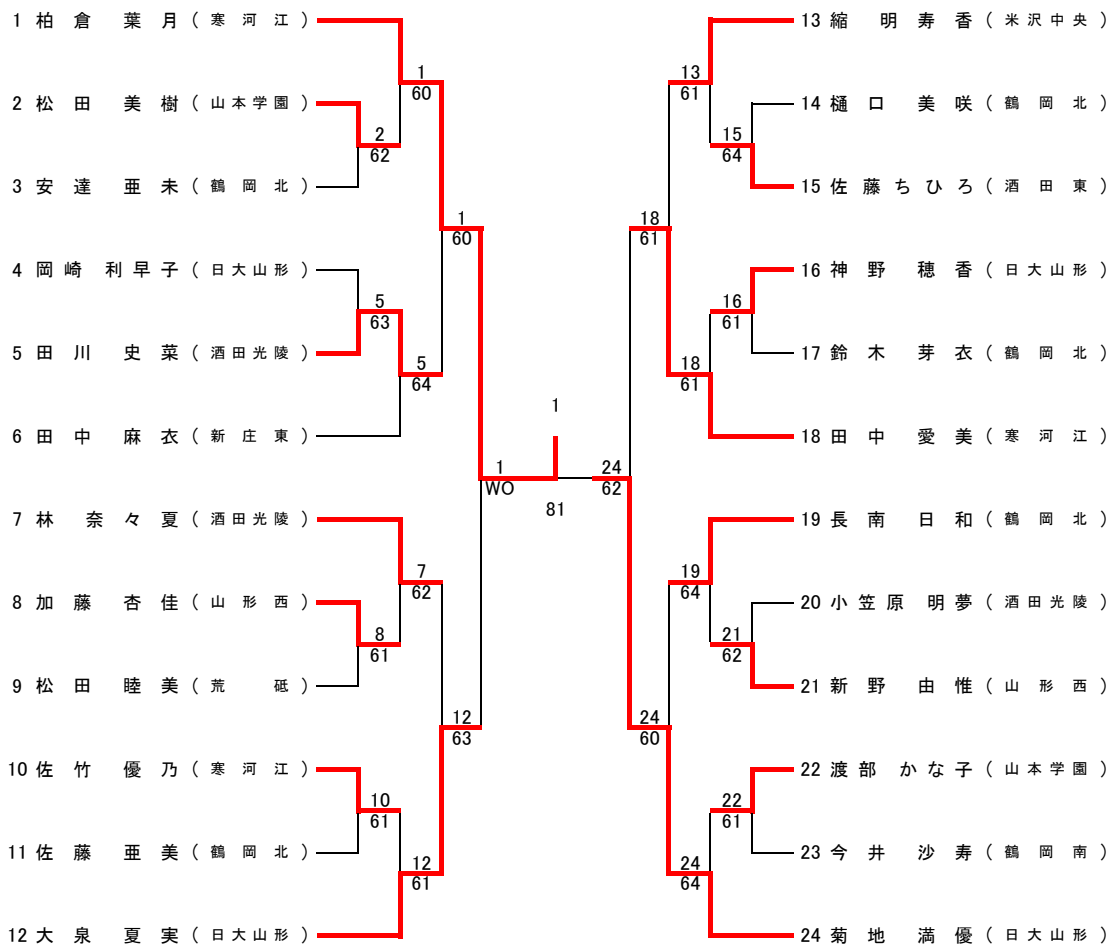 1 柏倉 葉月 (寒河江)
2 松田 美樹 (山本学園)
3 安達 亜未 (鶴岡北)
4 岡崎 利早子 (日大山形)
5 田川 史菜 (酒田光陵)
6 田中 麻衣 (新庄東)
7 林 奈々夏 (酒田光陵)
8 加藤 杏佳 (山形西)
9 松田 睦美 (荒砥)
10 佐竹 優乃 (寒河江)
11 佐藤 亜美 (鶴岡北)
12 大泉 夏実 (日大山形)
2
62
5
63
8
61
10
61
1
60
5
64
7
62
12
61
1
60
12
63
1
WO
1
81
24
62
18
61
24
60
13
61
18
61
19
64
24
64
15
64
16
61
21
62
22
61
13 縮 明寿香 (米沢中央)
14 樋口 美咲 (鶴岡北)
15 佐藤ちひろ (酒田東)
16 神野 穂香 (日大山形)
17 鈴木 芽衣 (鶴岡北)
18 田中 愛美 (寒河江)
19 長南 日和 (鶴岡北)
20 小笠原 明夢 (酒田光陵)
21 新野 由惟 (山形西)
22 渡部 かな子 (山本学園)
23 今井 沙寿 (鶴岡南)
24 菊地 満優 (日大山形)